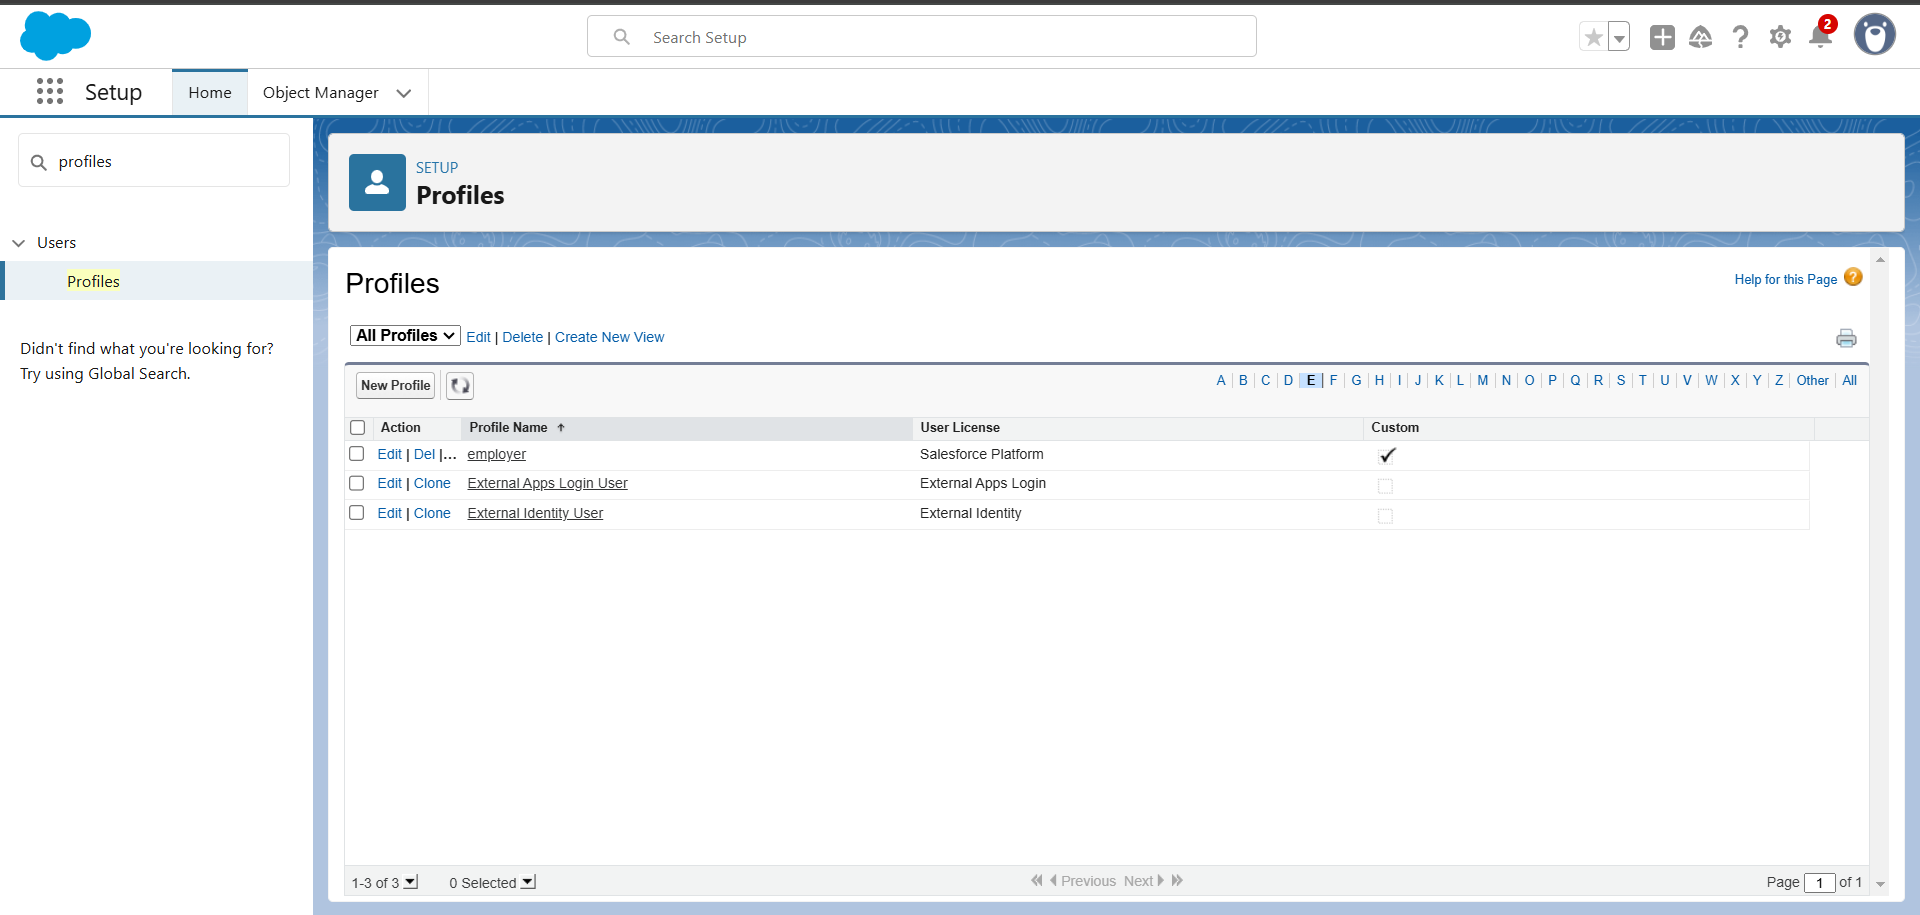 Search Setup
2
Setup
Home
Object Manager
profiles
Users
Profiles
Didn't find what you're looking for?
Try using Global Search.
SETUP
Profiles
Profiles
Help for this Page ?
All Profiles Edit | Delete | Create New View
New Profile
A | B | C | D | E | F | G | H | I | J | K | L | M | N | O | P | Q | R | S | T | U | V | W | X | Y | Z | Other | All
Action Profile Name User License Custom
Edit | Del |... employer Salesforce Platform
Edit | Clone External Apps Login User External Apps Login
Edit | Clone External Identity User External Identity
1-3 of 3 0 Selected Previous Next Page 1 of 1